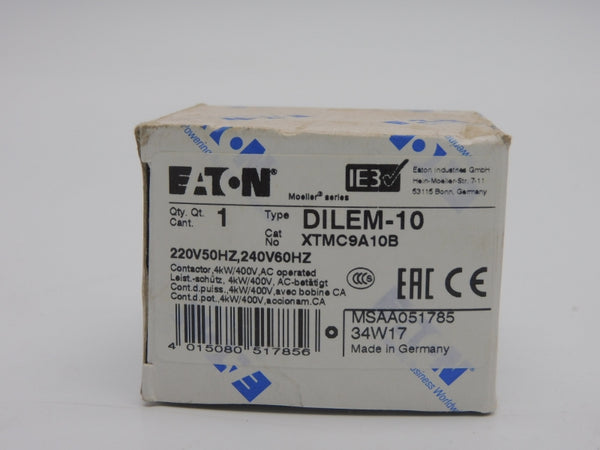 EATON
Moeller® series
IE3
Eaton Industries GmbH
Hein-Moeller-Str. 7-11
53115 Bonn, Germany
Qty. Qt. Cant. 1
Type DILEM-10
Cat No XTMC9A10B
220V50HZ,240V60HZ
Contactor,4kW/400V,AC operated
Leist.-schütz, 4kW/400V, AC-betätigt
Cont.d.puiss.,4kW/400V,avec bobine CA
Cont.d.pot.,4kW/400V,accionam.CA
CCC
EAC
CE
4 015080 517856
MSAA051785
34W17
Made in Germany